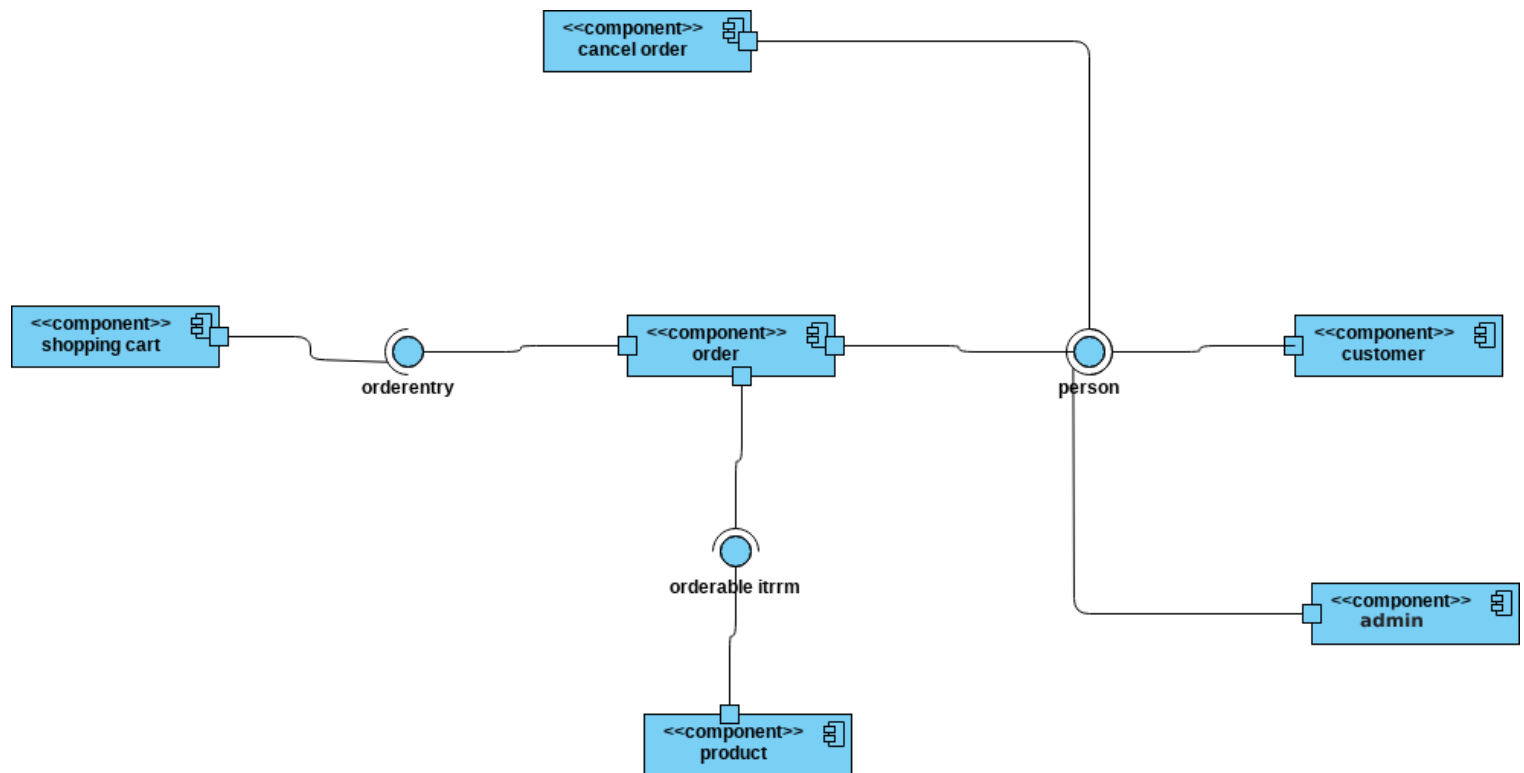 <<component>>
cancel order
<<component>>
shopping cart
orderentry
<<component>>
order
person
<<component>>
customer
orderable itrrm
<<component>>
admin
<<component>>
product